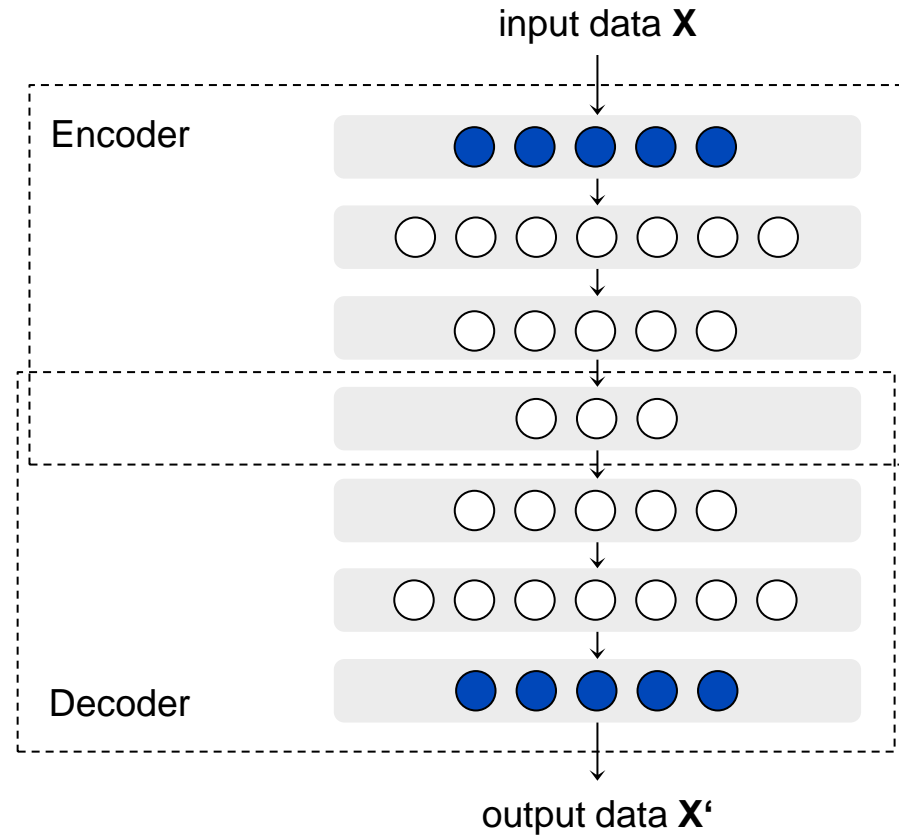 input data X
Encoder
Decoder
output data X‘